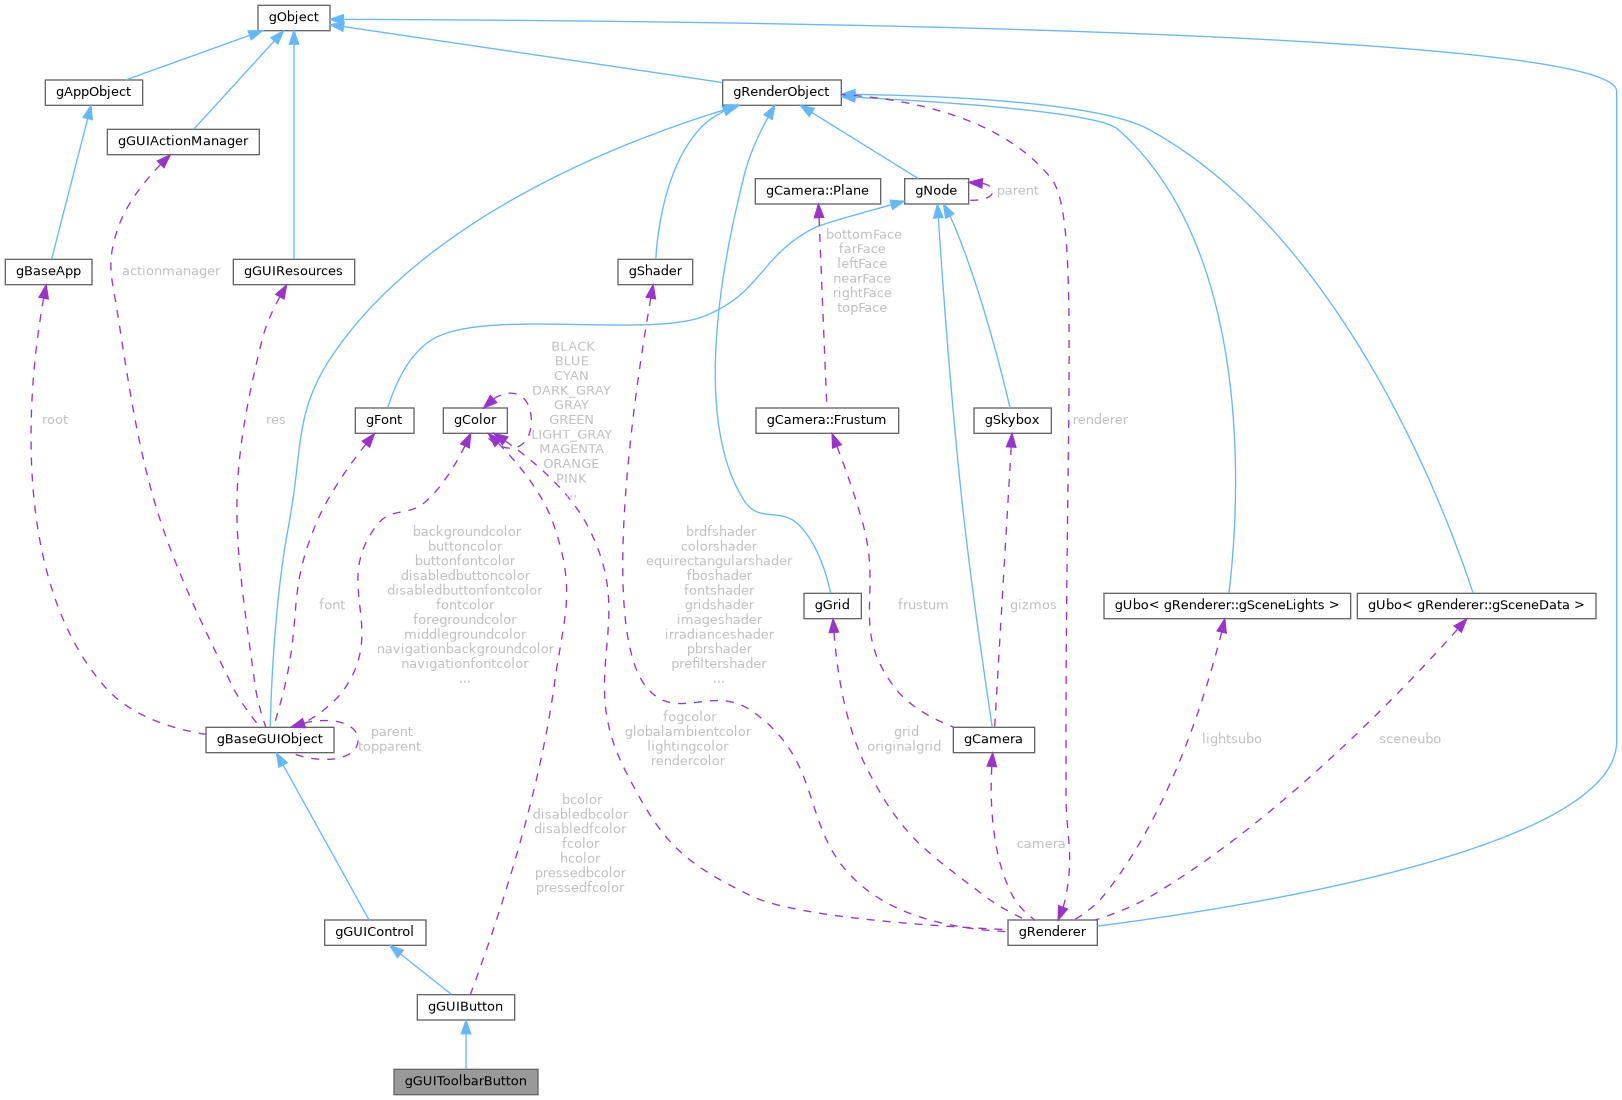 gObject
gAppObject
gRenderObject
gGUIActionManager
gCamera::Plane
gNode
parent
bottomFace
farFace
leftFace
nearFace
rightFace
topFace
gBaseApp
actionmanager
gGUIResources
gShader
BLACK
BLUE
CYAN
DARK_GRAY
GRAY
GREEN
LIGHT_GRAY
MAGENTA
ORANGE
PINK
...
root
res
gFont
gColor
gCamera::Frustum
gSkybox
renderer
backgroundcolor
buttoncolor
buttonfontcolor
disabledbuttoncolor
disabledbuttonfontcolor
fontcolor
foregroundcolor
middlegroundcolor
navigationbackgroundcolor
navigationfontcolor
...
brdfshader
colorshader
equirectangularshader
fboshader
fontshader
gridshader
imageshader
irradianceshader
pbrshader
prefiltershader
...
font
gGrid
frustum
gizmos
gUbo< gRenderer::gSceneLights >
gUbo< gRenderer::gSceneData >
gBaseGUIObject
parent
topparent
fogcolor
globalambientcolor
lightingcolor
rendercolor
grid
originalgrid
gCamera
lightsubo
sceneubo
bcolor
disabledbcolor
disabledfcolor
fcolor
hcolor
pressedbcolor
pressedfcolor
camera
gGUIControl
gRenderer
gGUIButton
gGUIToolbarButton